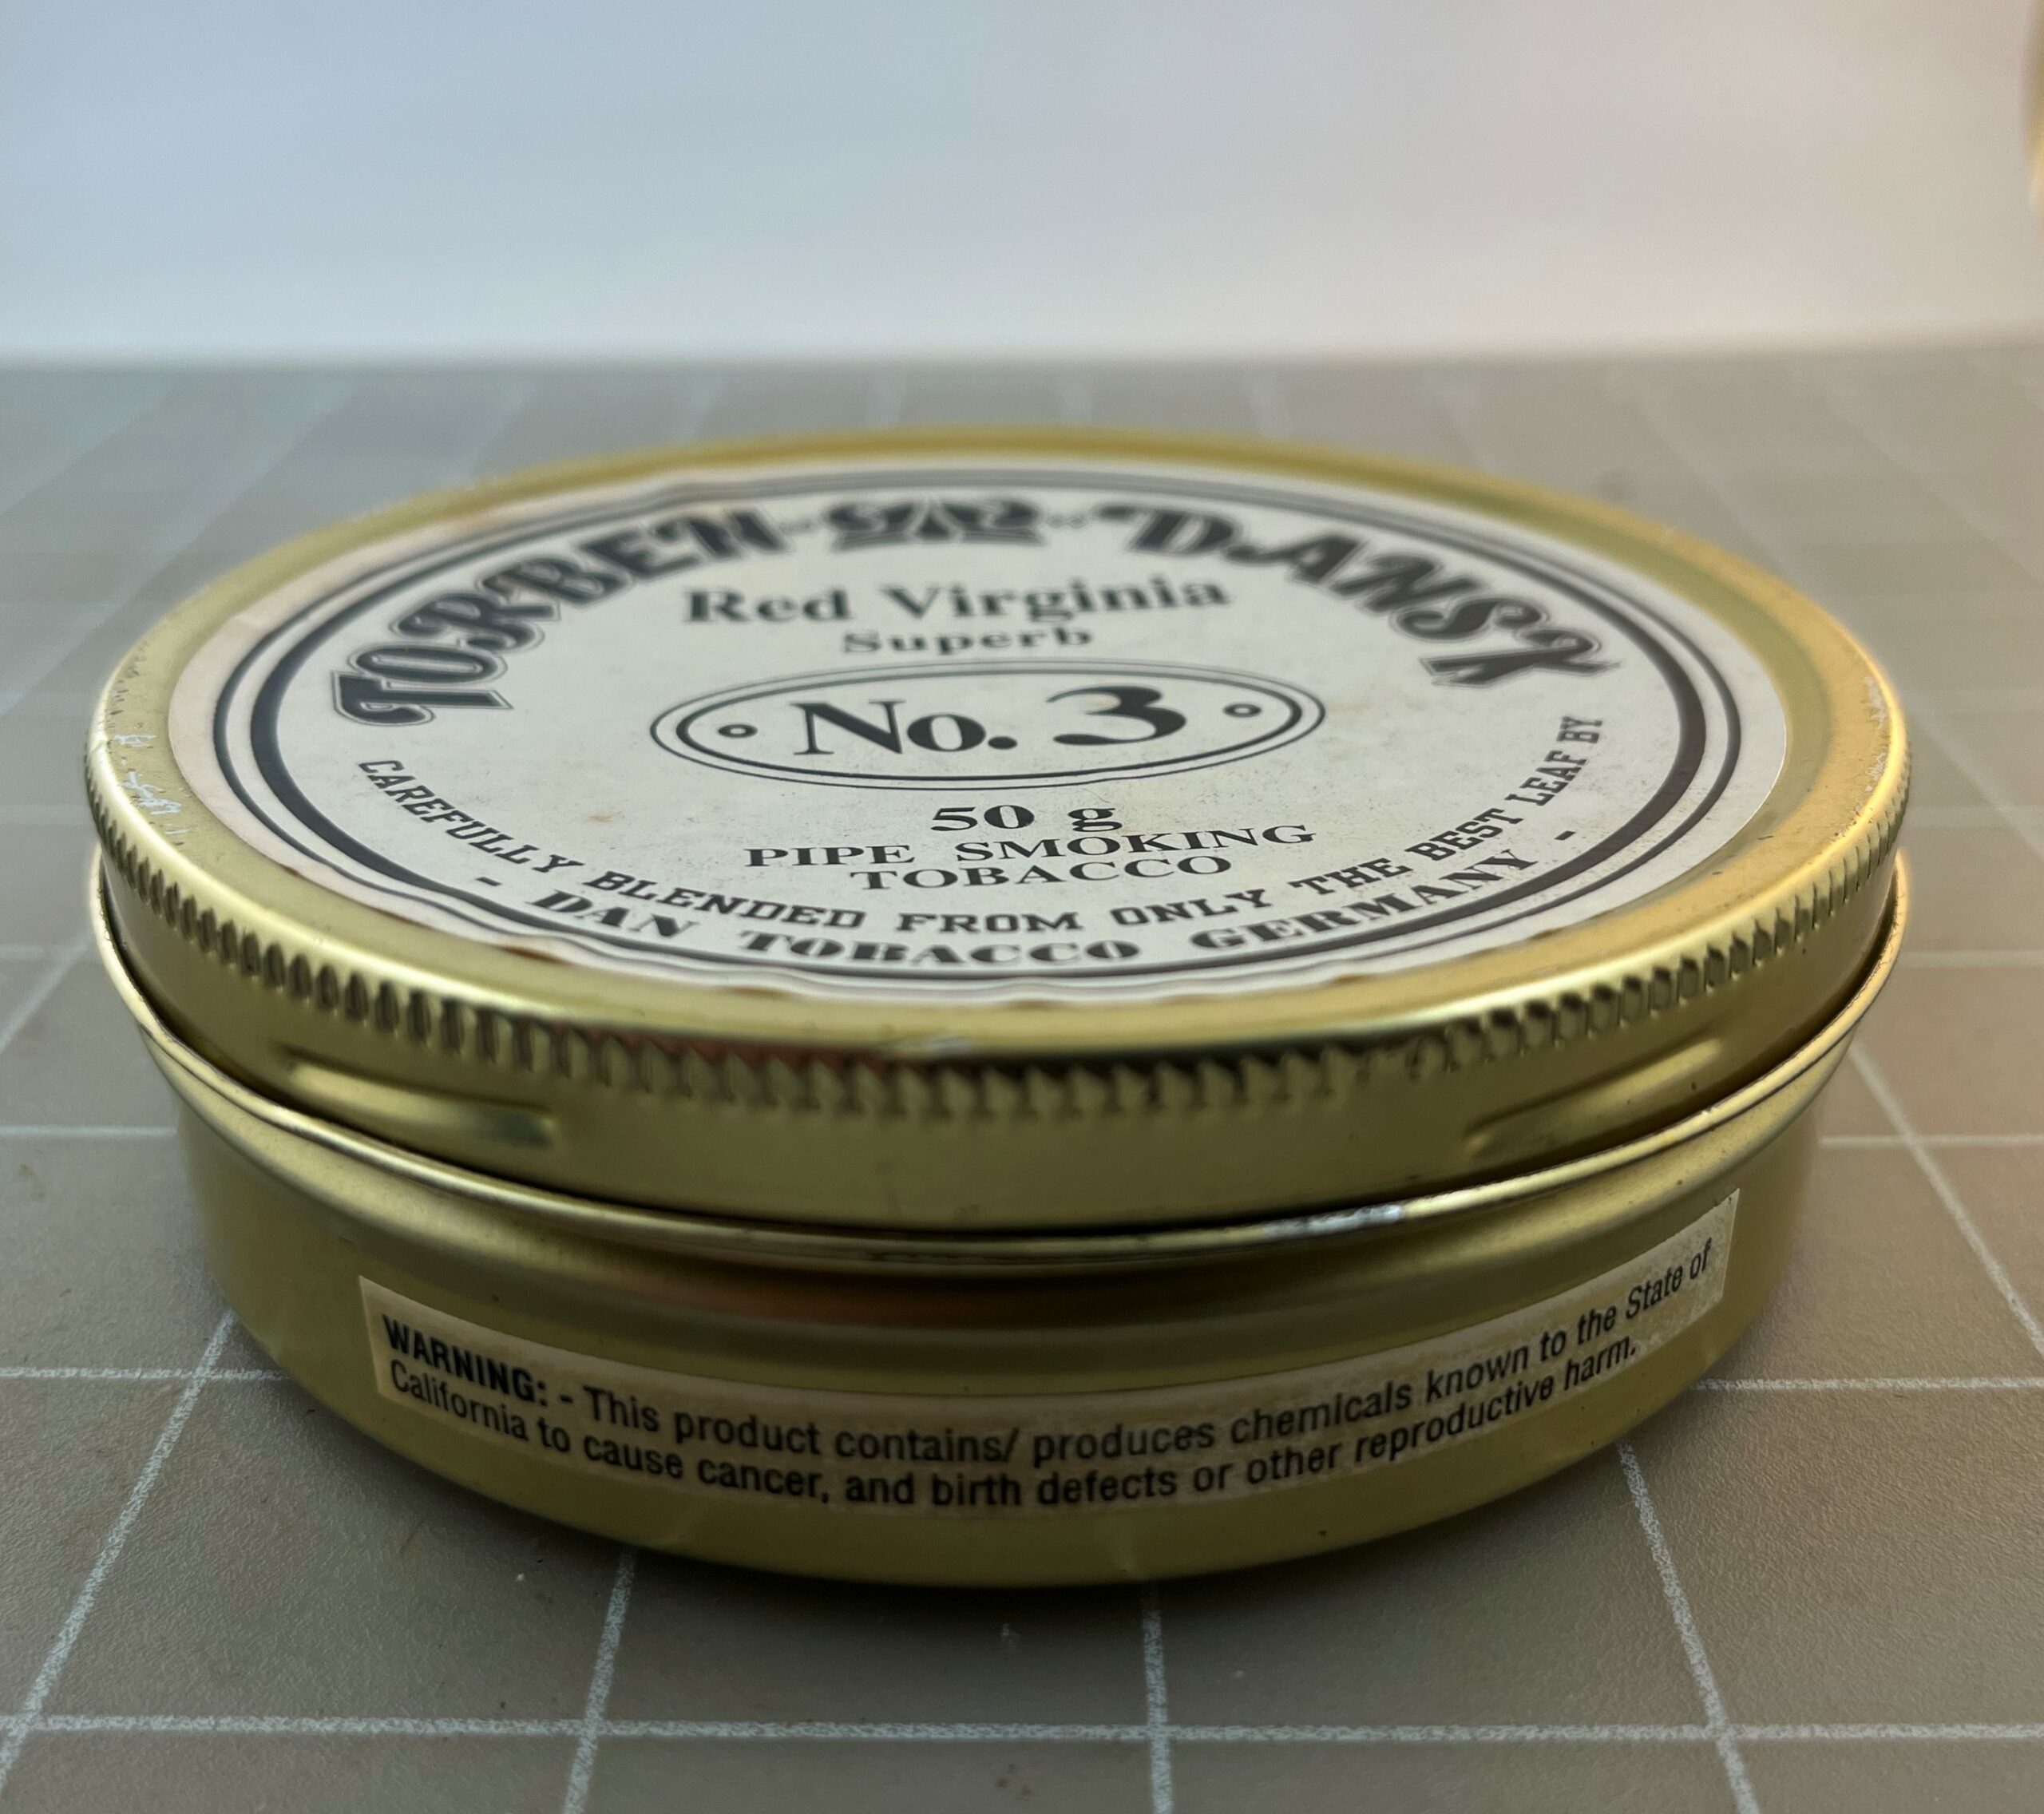 TORBEN DANSK
Red Virginia
Superb
No. 3
50 g
PIPE SMOKING
TOBACCO
CAREFULLY BLENDED FROM ONLY THE BEST LEAF BY
- DAN TOBACCO GERMANY -
WARNING: - This product contains/ produces chemicals known to the State of
California to cause cancer, and birth defects or other reproductive harm.